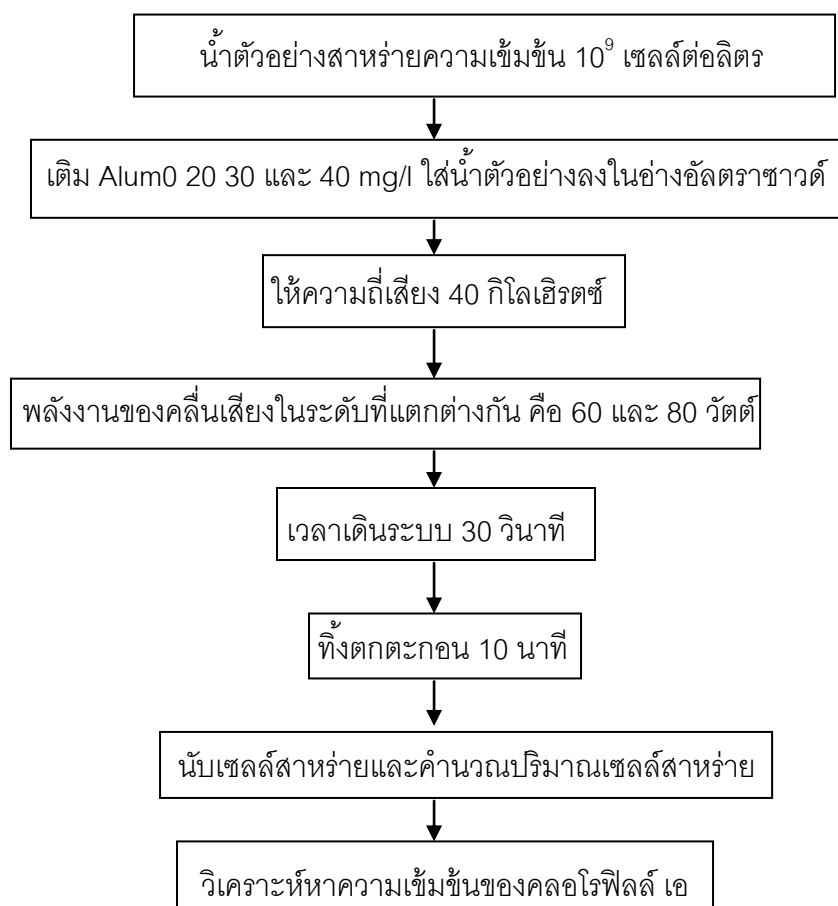 น้ำตัวอย่างสาหร่ายความเข้มข้น 10⁹ เซลล์ต่อลิตร
เติม Alum0 20 30 และ 40 mg/l ใส่น้ำตัวอย่างลงในอ่างอัลตราซาวด์
ให้ความถี่เสียง 40 กิโลเฮิรตซ์
พลังงานของคลื่นเสียงในระดับที่แตกต่างกัน คือ 60 และ 80 วัตต์
เวลาเดินระบบ 30 วินาที
ทิ้งตกตะกอน 10 นาที
นับเซลล์สาหร่ายและคำนวณปริมาณเซลล์สาหร่าย
วิเคราะห์หาความเข้มข้นของคลอโรฟิลล์ เอ